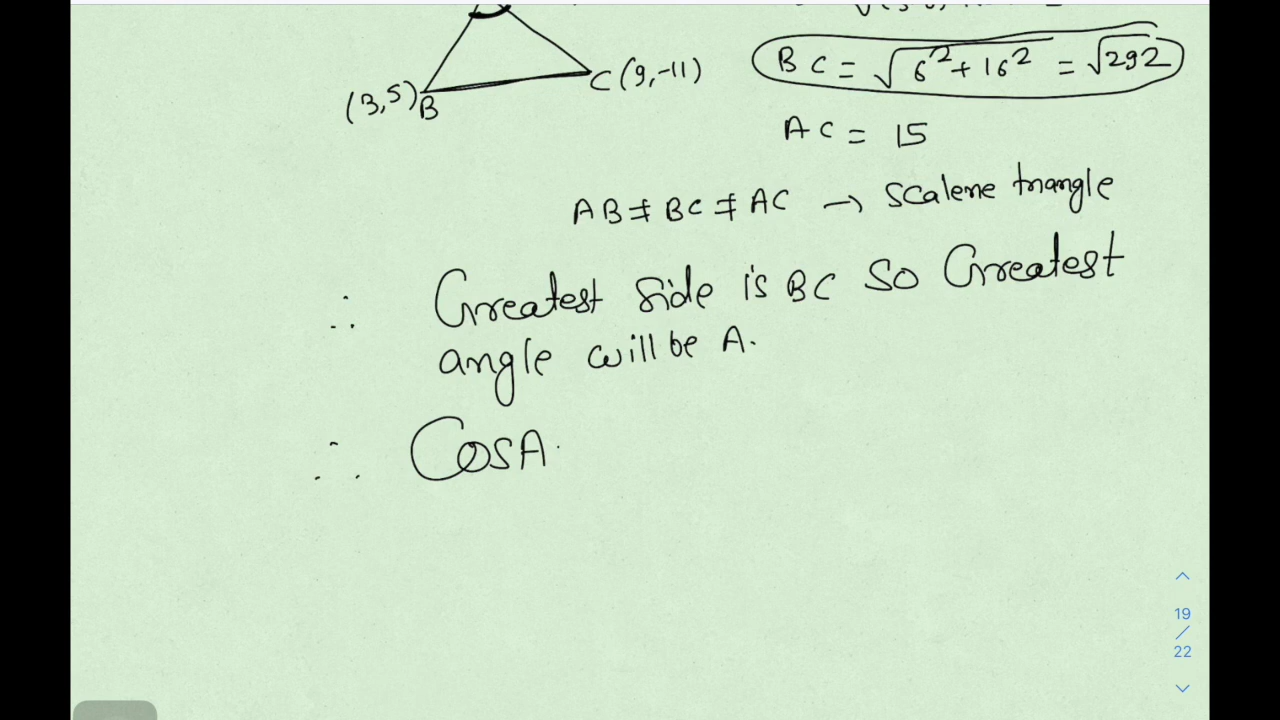 BC = √6²+16² = √292
C(9,-11)
(3,5)B
AC = 15
AB ≠ BC ≠ AC → Scalene triangle
∴ Greatest side is BC so Greatest
angle will be A.
∴ CosA
19
/
22